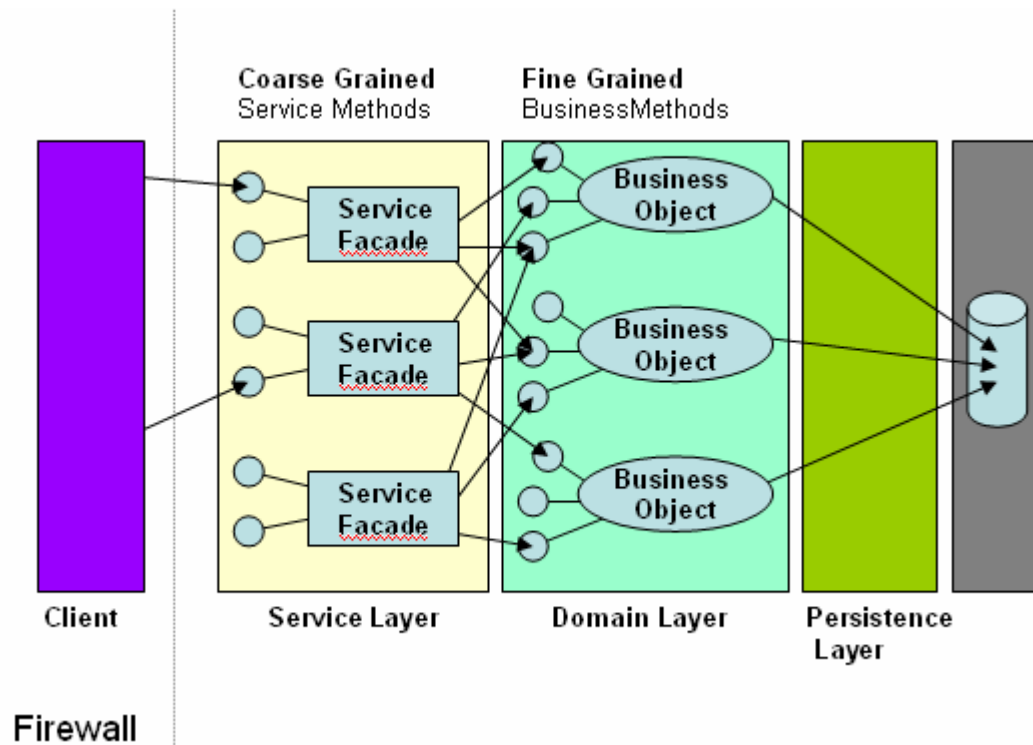 Coarse Grained
Service Methods
Fine Grained
BusinessMethods
Service
Facade
Service
Facade
Service
Facade
Business
Object
Business
Object
Business
Object
Client
Service Layer
Domain Layer
Persistence
Layer
Firewall